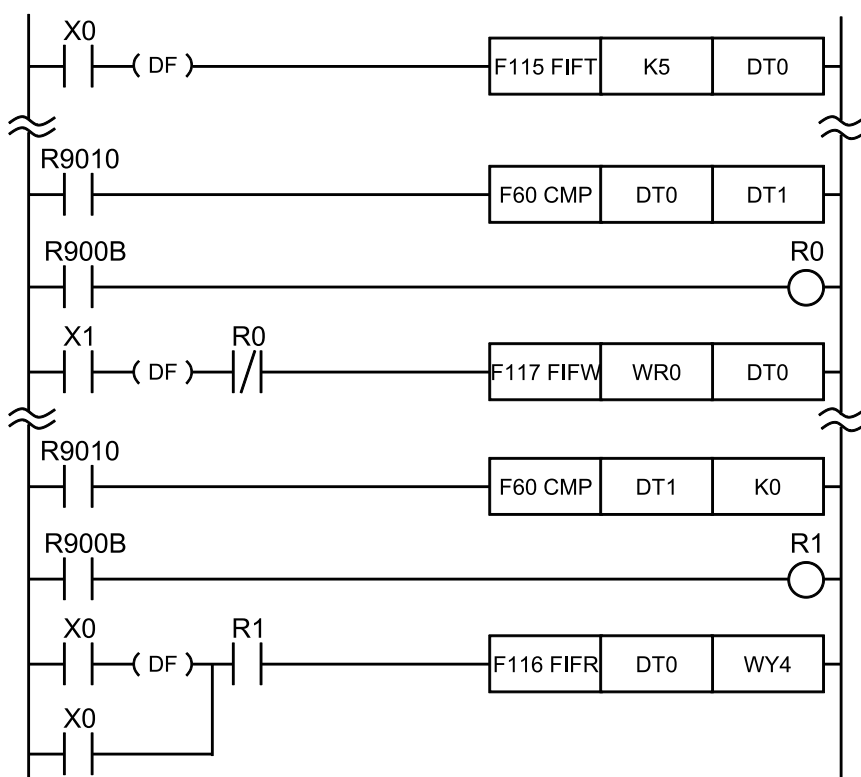 X0
( DF ) F115 FIFT K5 DT0
R9010
F60 CMP DT0 DT1
R900B R0
X1 R0
( DF ) F117 FIFW WR0 DT0
R9010
F60 CMP DT1 K0
R900B R1
X0 R1
( DF ) F116 FIFR DT0 WY4
X0